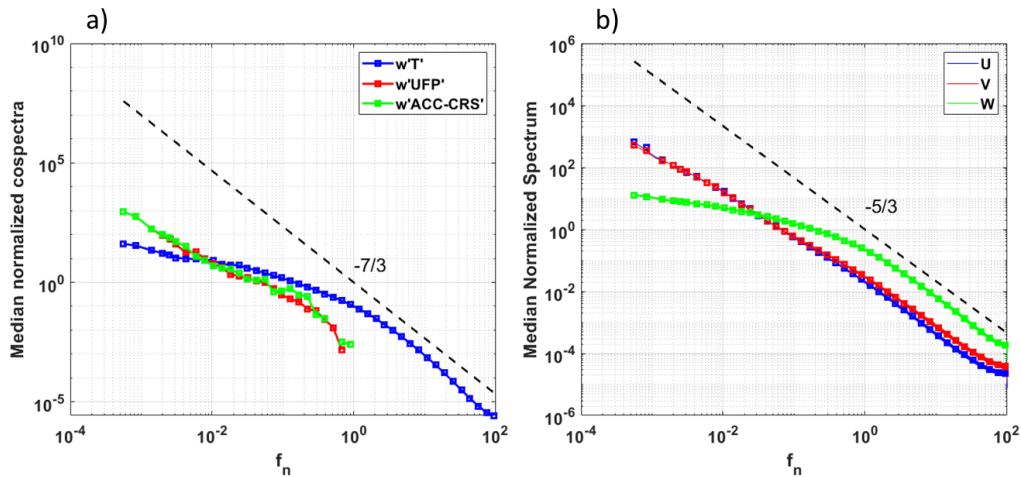 a)
Median normalized cospectra
10^10
10^5
10^0
10^-5
w'T'
w'UFP'
w'ACC-CRS'
-7/3
10^-4
10^-2
10^0
10^2
f_n
b)
Median Normalized Spectrum
10^6
10^4
10^2
10^0
10^-2
10^-4
10^-6
U
V
W
-5/3
10^-4
10^-2
10^0
10^2
f_n